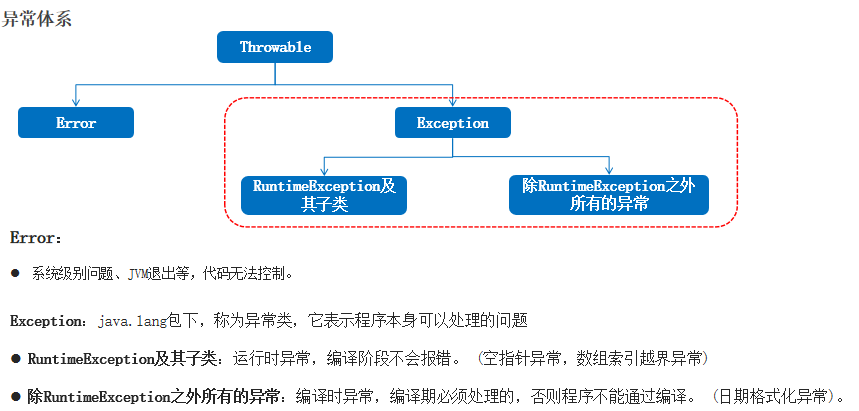 异常体系
Throwable
Error
Exception
RuntimeException及
其子类
除RuntimeException之外
所有的异常
Error：
● 系统级别问题、JVM退出等，代码无法控制。
Exception：java.lang包下，称为异常类，它表示程序本身可以处理的问题
● RuntimeException及其子类：运行时异常，编译阶段不会报错。 (空指针异常，数组索引越界异常)
● 除RuntimeException之外所有的异常：编译时异常，编译期必须处理的，否则程序不能通过编译。 (日期格式化异常)。